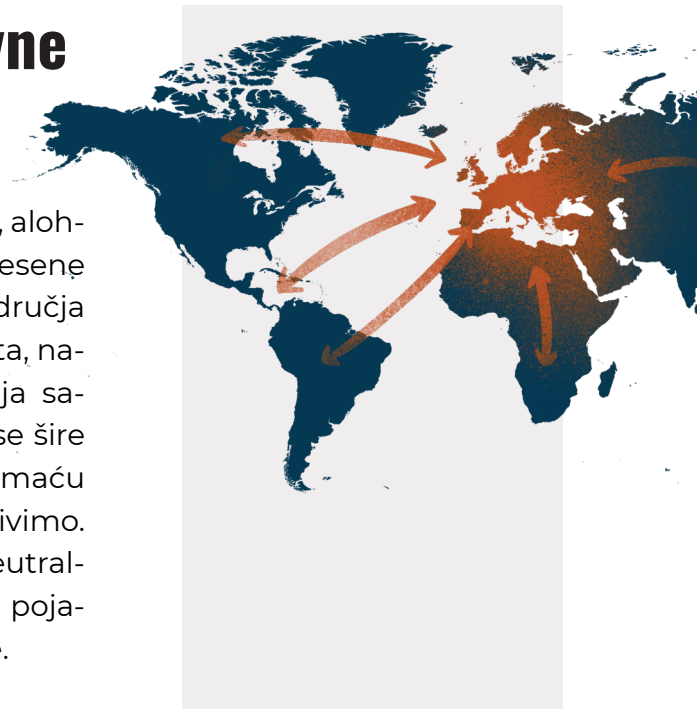 vne
, aloh-
esene
dručja
ta, na-
ja sa-
se šire
maću
ivimo.
eutral-
poja-
e.